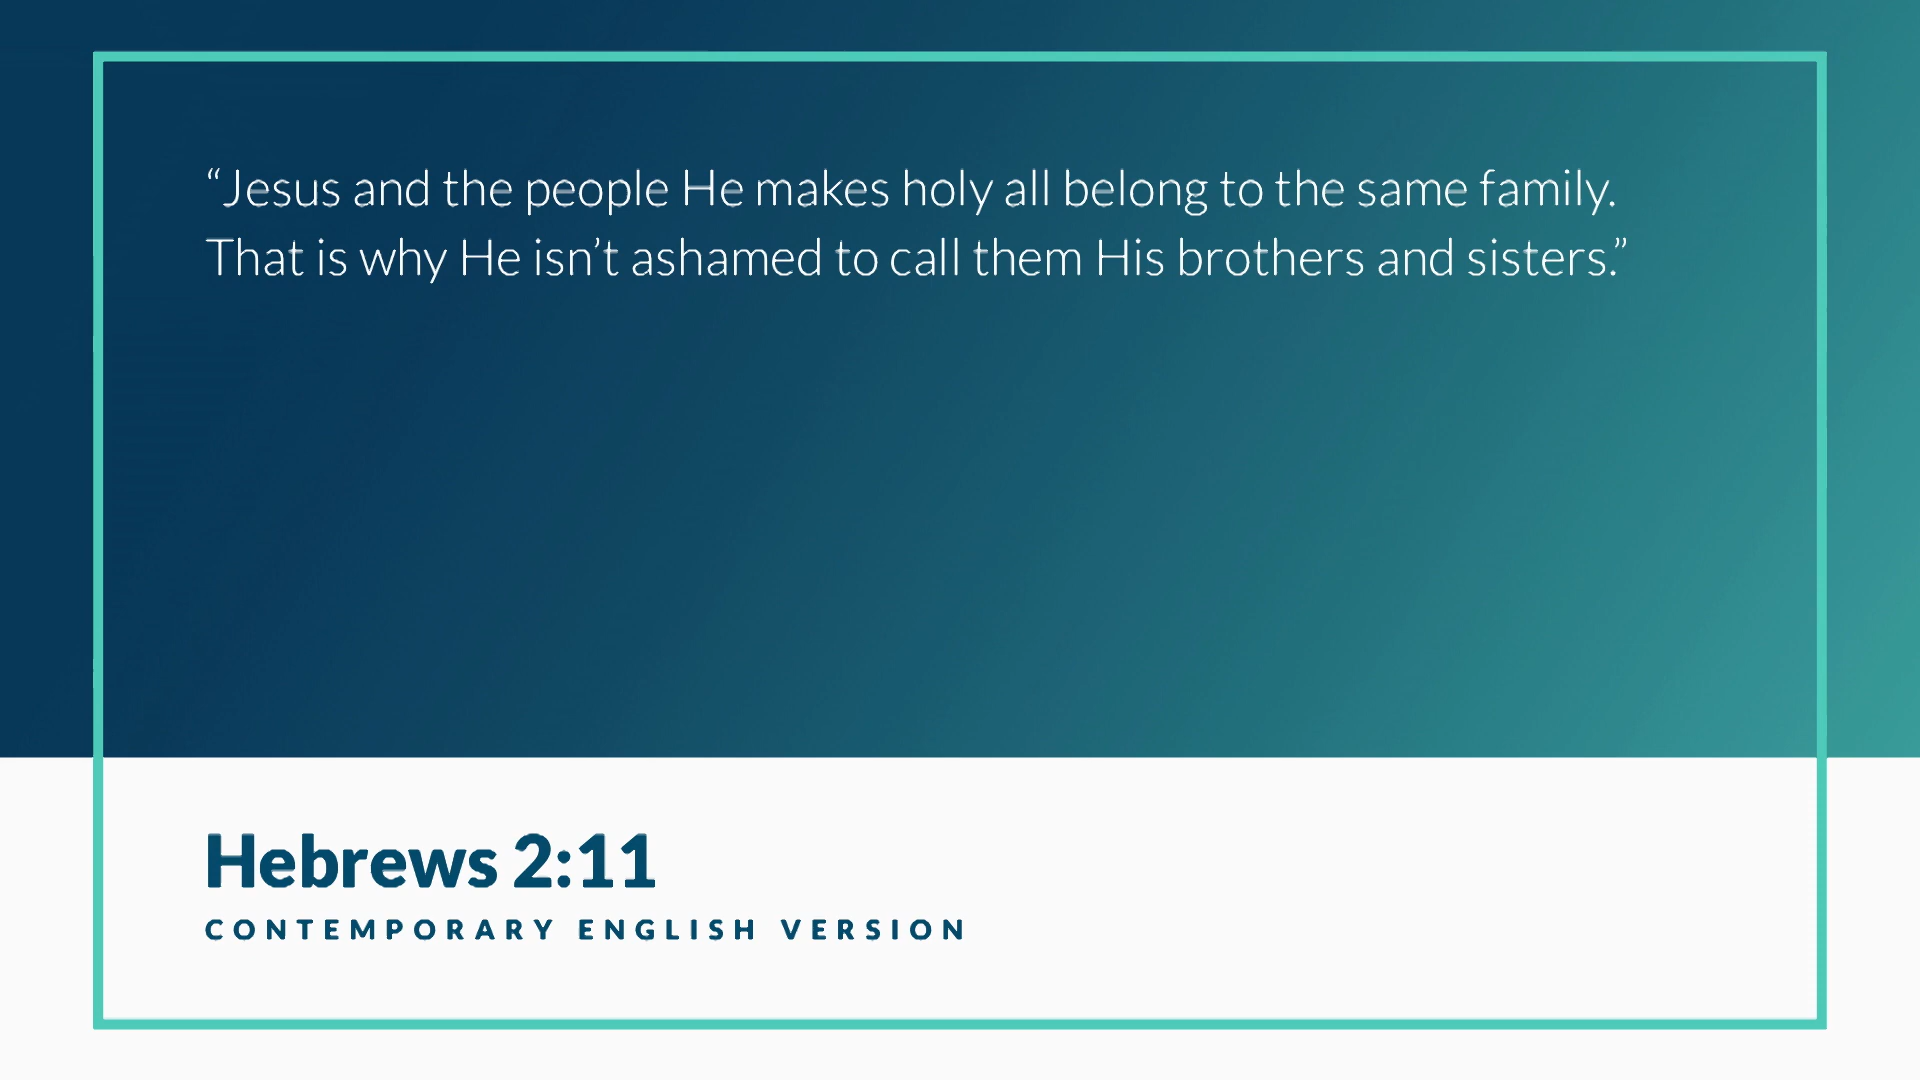 “Jesus and the people He makes holy all belong to the same family.
That is why He isn’t ashamed to call them His brothers and sisters.”
Hebrews 2:11
CONTEMPORARY ENGLISH VERSION